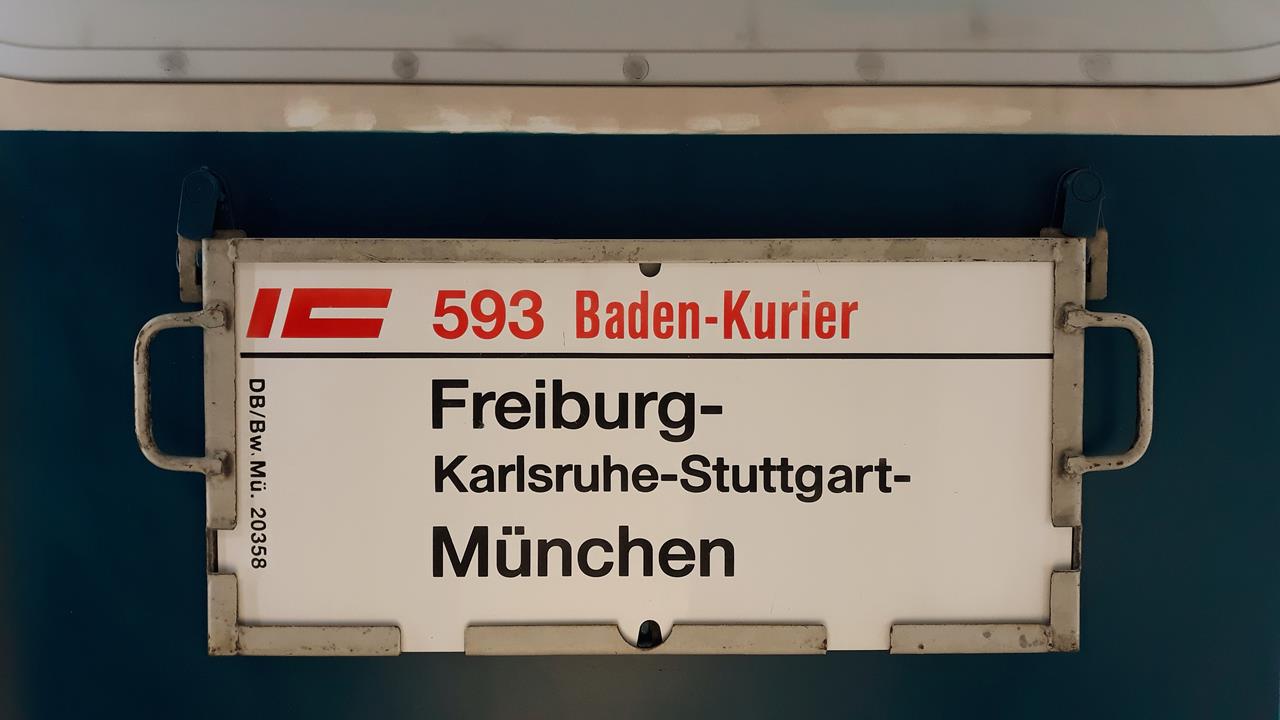 IC 593 Baden-Kurier
Freiburg-
Karlsruhe-Stuttgart-
München
DB/Bw.Mü. 20358